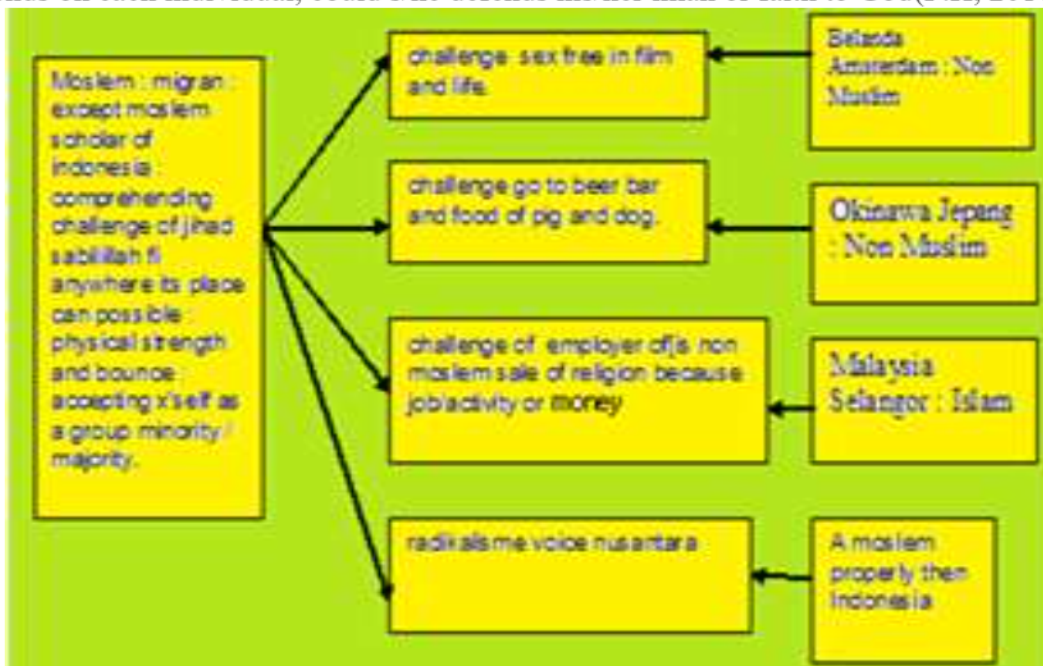 Moslem : migran :
except moslem
scholar of
indonesia
comprehending
challenge of jihad
sabilillah fi
anywhere its place
can possible :
physical strength
and bounce
accepting x'self as
a group minority /
majority.
challenge sex free in film
and life.
challenge go to beer bar
and food of pig and dog.
challenge of employer of is non
moslem sale of religion because
job/activity or money
radikalisme voice nusantara
Belanda
Amsterdam : Non
Muslim
Okinawa Jepang
: Non Muslim
Malaysia
Selangor : Islam
A moslem
properly then
Indonesia